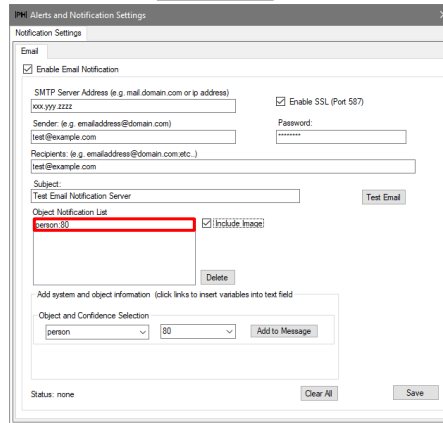 iPHI Alerts and Notification Settings
Notification Settings
Email
Enable Email Notification
SMTP Server Address (e.g. mail.domain.com or ip address)
xxx.yyy.zzzz
Enable SSL (Port 587)
Sender: (e.g. emailaddress@domain.com)
Password:
test@example.com
********
Recipients: (e.g. emailaddress@domain.com;etc..)
test@example.com
Subject:
Test Email Notification Server
Test Email
Object Notification List
person:80
Include Image
Delete
Add system and object information (click links to insert variables into text field
Object and Confidence Selection
person
80
Add to Message
Status: none
Clear All
Save